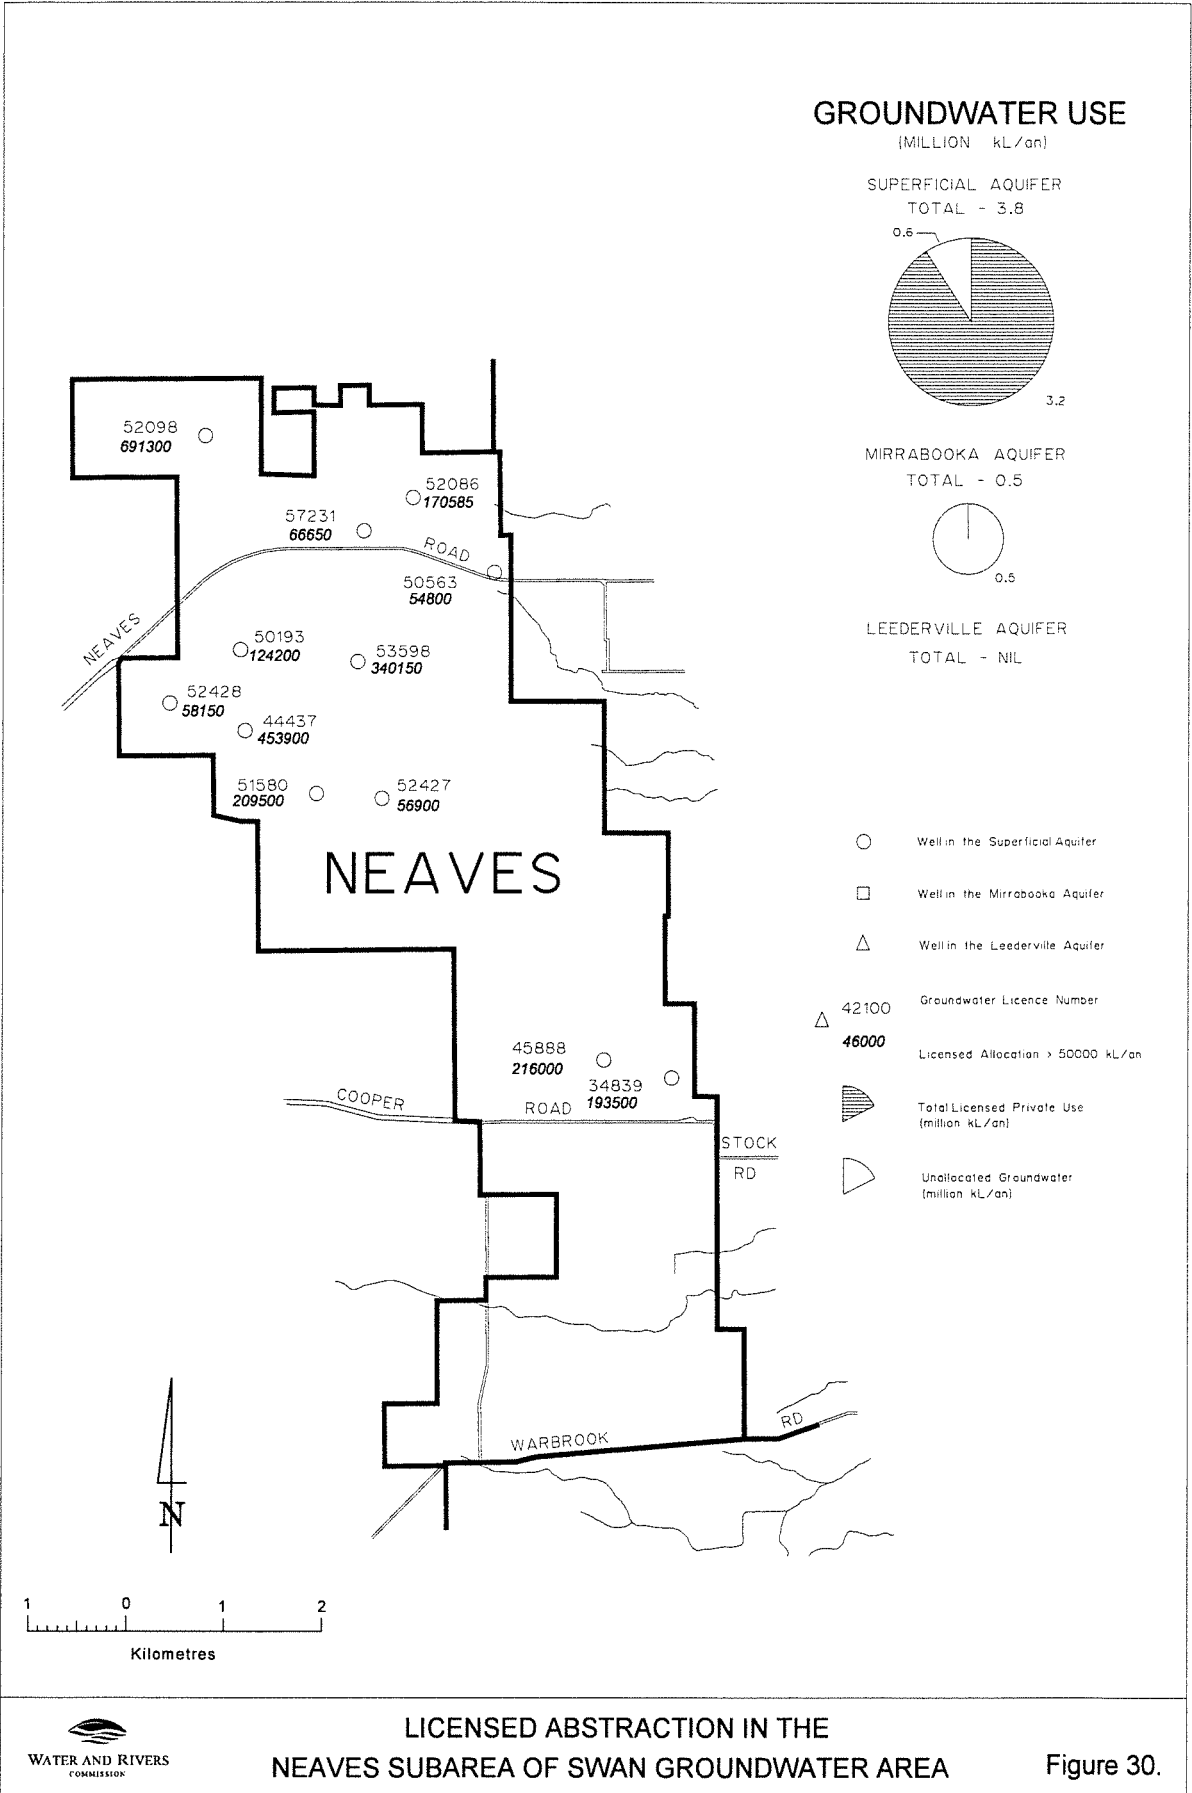 GROUNDWATER USE
(MILLION kL/an)
SUPERFICIAL AQUIFER
TOTAL - 3.8
0.6
3.2
MIRRABOOKA AQUIFER
TOTAL - 0.5
0.5
LEEDERVILLE AQUIFER
TOTAL - NIL
52098
691300
52086
170585
57231
66650
ROAD
50563
54800
NEAVES
50193
124200
53598
340150
52428
58150
44437
453900
51580
209500
52427
56900
NEAVES
Well in the Superficial Aquifer
Well in the Mirrabooka Aquifer
Well in the Leederville Aquifer
42100
Groundwater Licence Number
46000
Licensed Allocation > 50000 kL/an
Total Licensed Private Use
(million kL/an)
Unallocated Groundwater
(million kL/an)
45888
216000
34839
193500
COOPER
ROAD
STOCK
RD
WARBROOK
RD
N
1 0 1 2
Kilometres
WATER AND RIVERS
COMMISSION
LICENSED ABSTRACTION IN THE
NEAVES SUBAREA OF SWAN GROUNDWATER AREA
Figure 30.